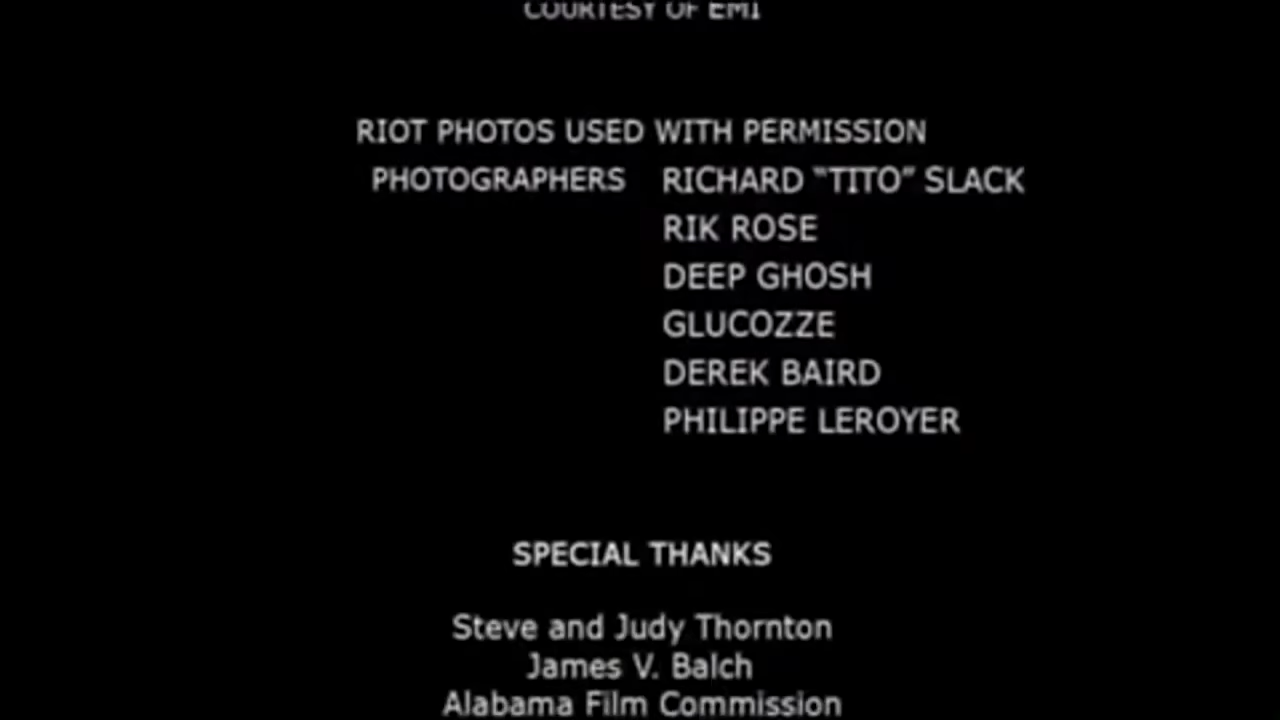 COURTESY OF EMI
RIOT PHOTOS USED WITH PERMISSION
PHOTOGRAPHERS RICHARD "TITO" SLACK
RIK ROSE
DEEP GHOSH
GLUCOZZE
DEREK BAIRD
PHILIPPE LEROYER
SPECIAL THANKS
Steve and Judy Thornton
James V. Balch
Alabama Film Commission